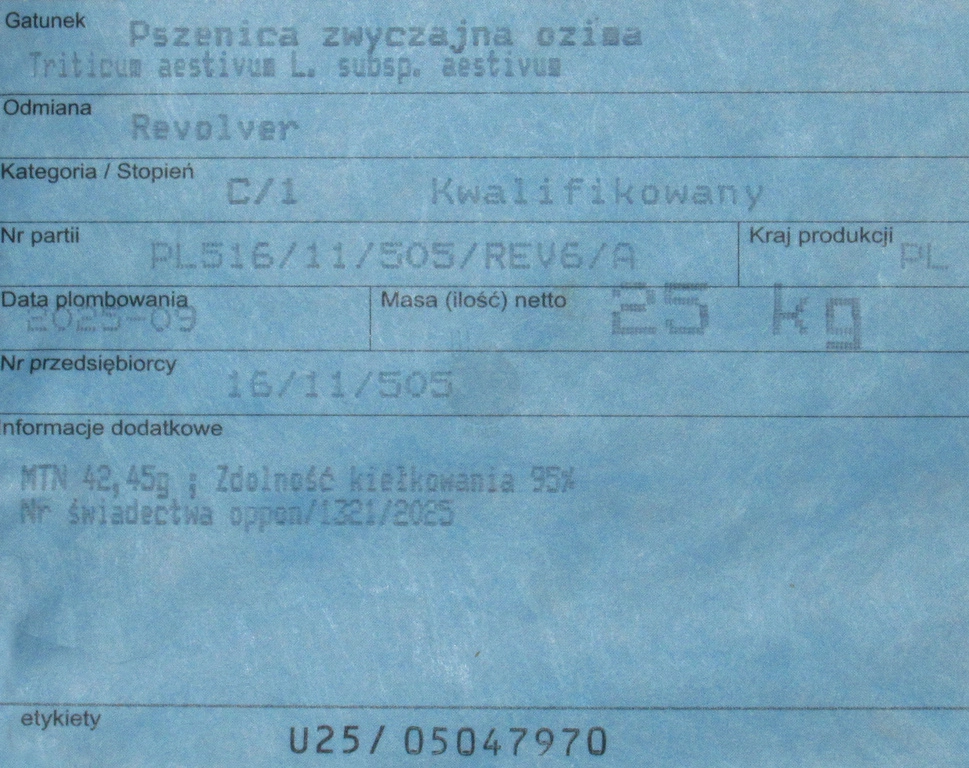 Gatunek
Pszenica zwyczajna ozima
Triticum aestivum L. subsp. aestivum
Odmiana
Revolver
Kategoria / Stopień
C/1 Kwalifikowany
Nr partii
PL516/11/505/REV6/A
Kraj produkcji
PL
Data plombowania
2025-09
Masa (ilość) netto
25 kg
Nr przedsiębiorcy
16/11/505
nformacje dodatkowe
MTN 42,45g ; Zdolność kiełkowania 95%
Nr świadectwa oppon/1321/2025
etykiety
U25/ 05047970